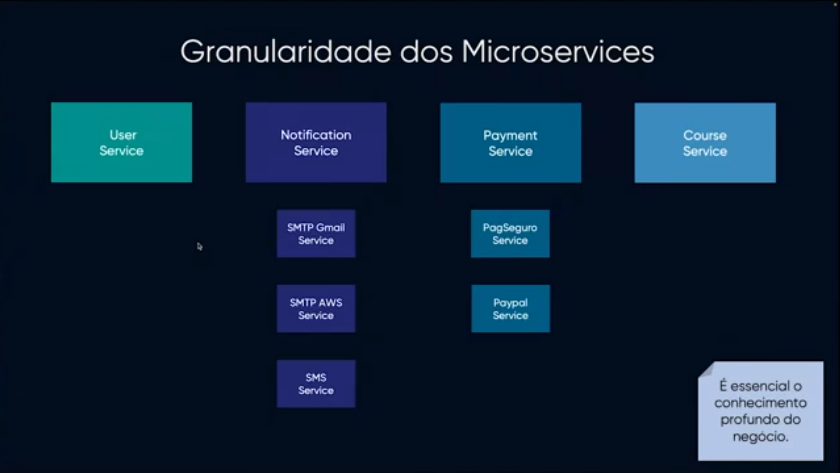 Granularidade dos Microservices
User
Service
Notification
Service
Payment
Service
Course
Service
SMTP Gmail
Service
PagSeguro
Service
SMTP AWS
Service
Paypal
Service
SMS
Service
É essencial o
conhecimento
profundo do
negócio.